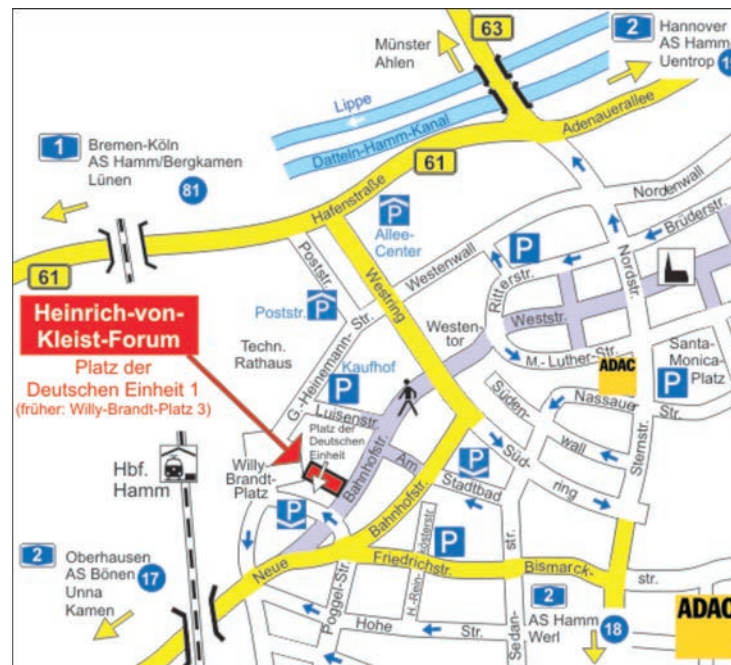 63
Münster
Ahlen
2
Hannover
AS Hamm-
Uentrop
Lippe
Datteln-Hamm-Kanal
Adenauerallee
61
1
Bremen-Köln
AS Hamm/Bergkamen
Lünen
81
Hafenstraße
61
P
Allee-
Center
Nordenwall
Poststr.
Westenwall
Westring
Ritterstr.
P
Brüderstr.
Nordstr.
Heinrich-von-
Kleist-Forum
Platz der
Deutschen Einheit 1
(früher: Willy-Brandt-Platz 3)
Poststr.
P
Techn.
Rathaus
G.-Heinemann-Str.
Westen-
tor
Weststr.
M.-Luther-Str.
Santa-
Monica-
Platz
Kaufhof
P
ADAC
P
Luisenstr.
Nassauer
Str.
Süden-
wall
Süd-
ring
Sternstr.
Platz der
Deutschen
Einheit
Bahnhofstr.
Am
Stadtbad
P
Hbf.
Hamm
Willy-
Brandt-
Platz
P
Neue
Bahnhofstr.
P
H.-Rein-
kösterstr.
str.
Friedrichstr.
Bismarck-
str.
2
Oberhausen
AS Bönen
Unna
Kamen
17
Poggel-Str.
Hohe
Str.
Sedan-
2
AS Hamm
Werl
18
ADAC